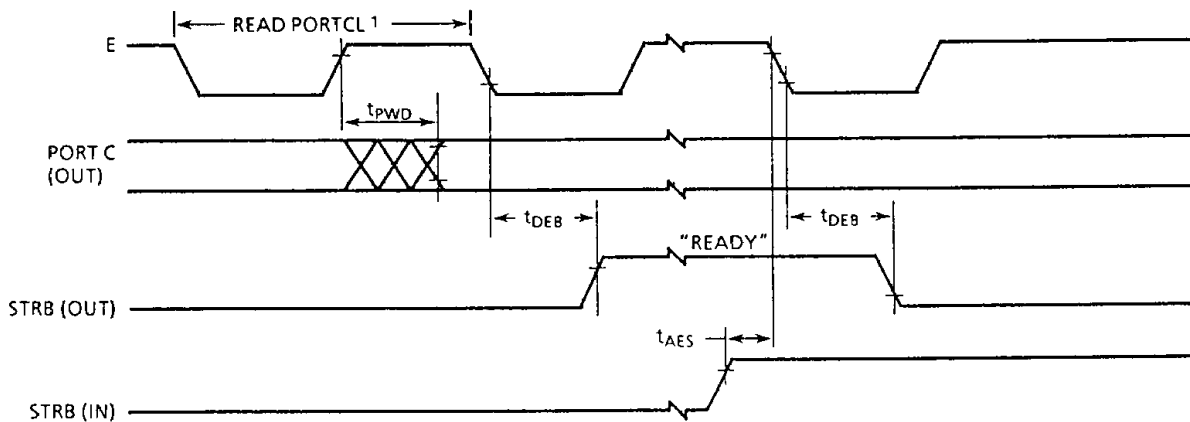 READ PORTCL 1
E
tPWD
PORT C
(OUT)
tDEB
"READY"
tDEB
STRB (OUT)
tAES
STRB (IN)